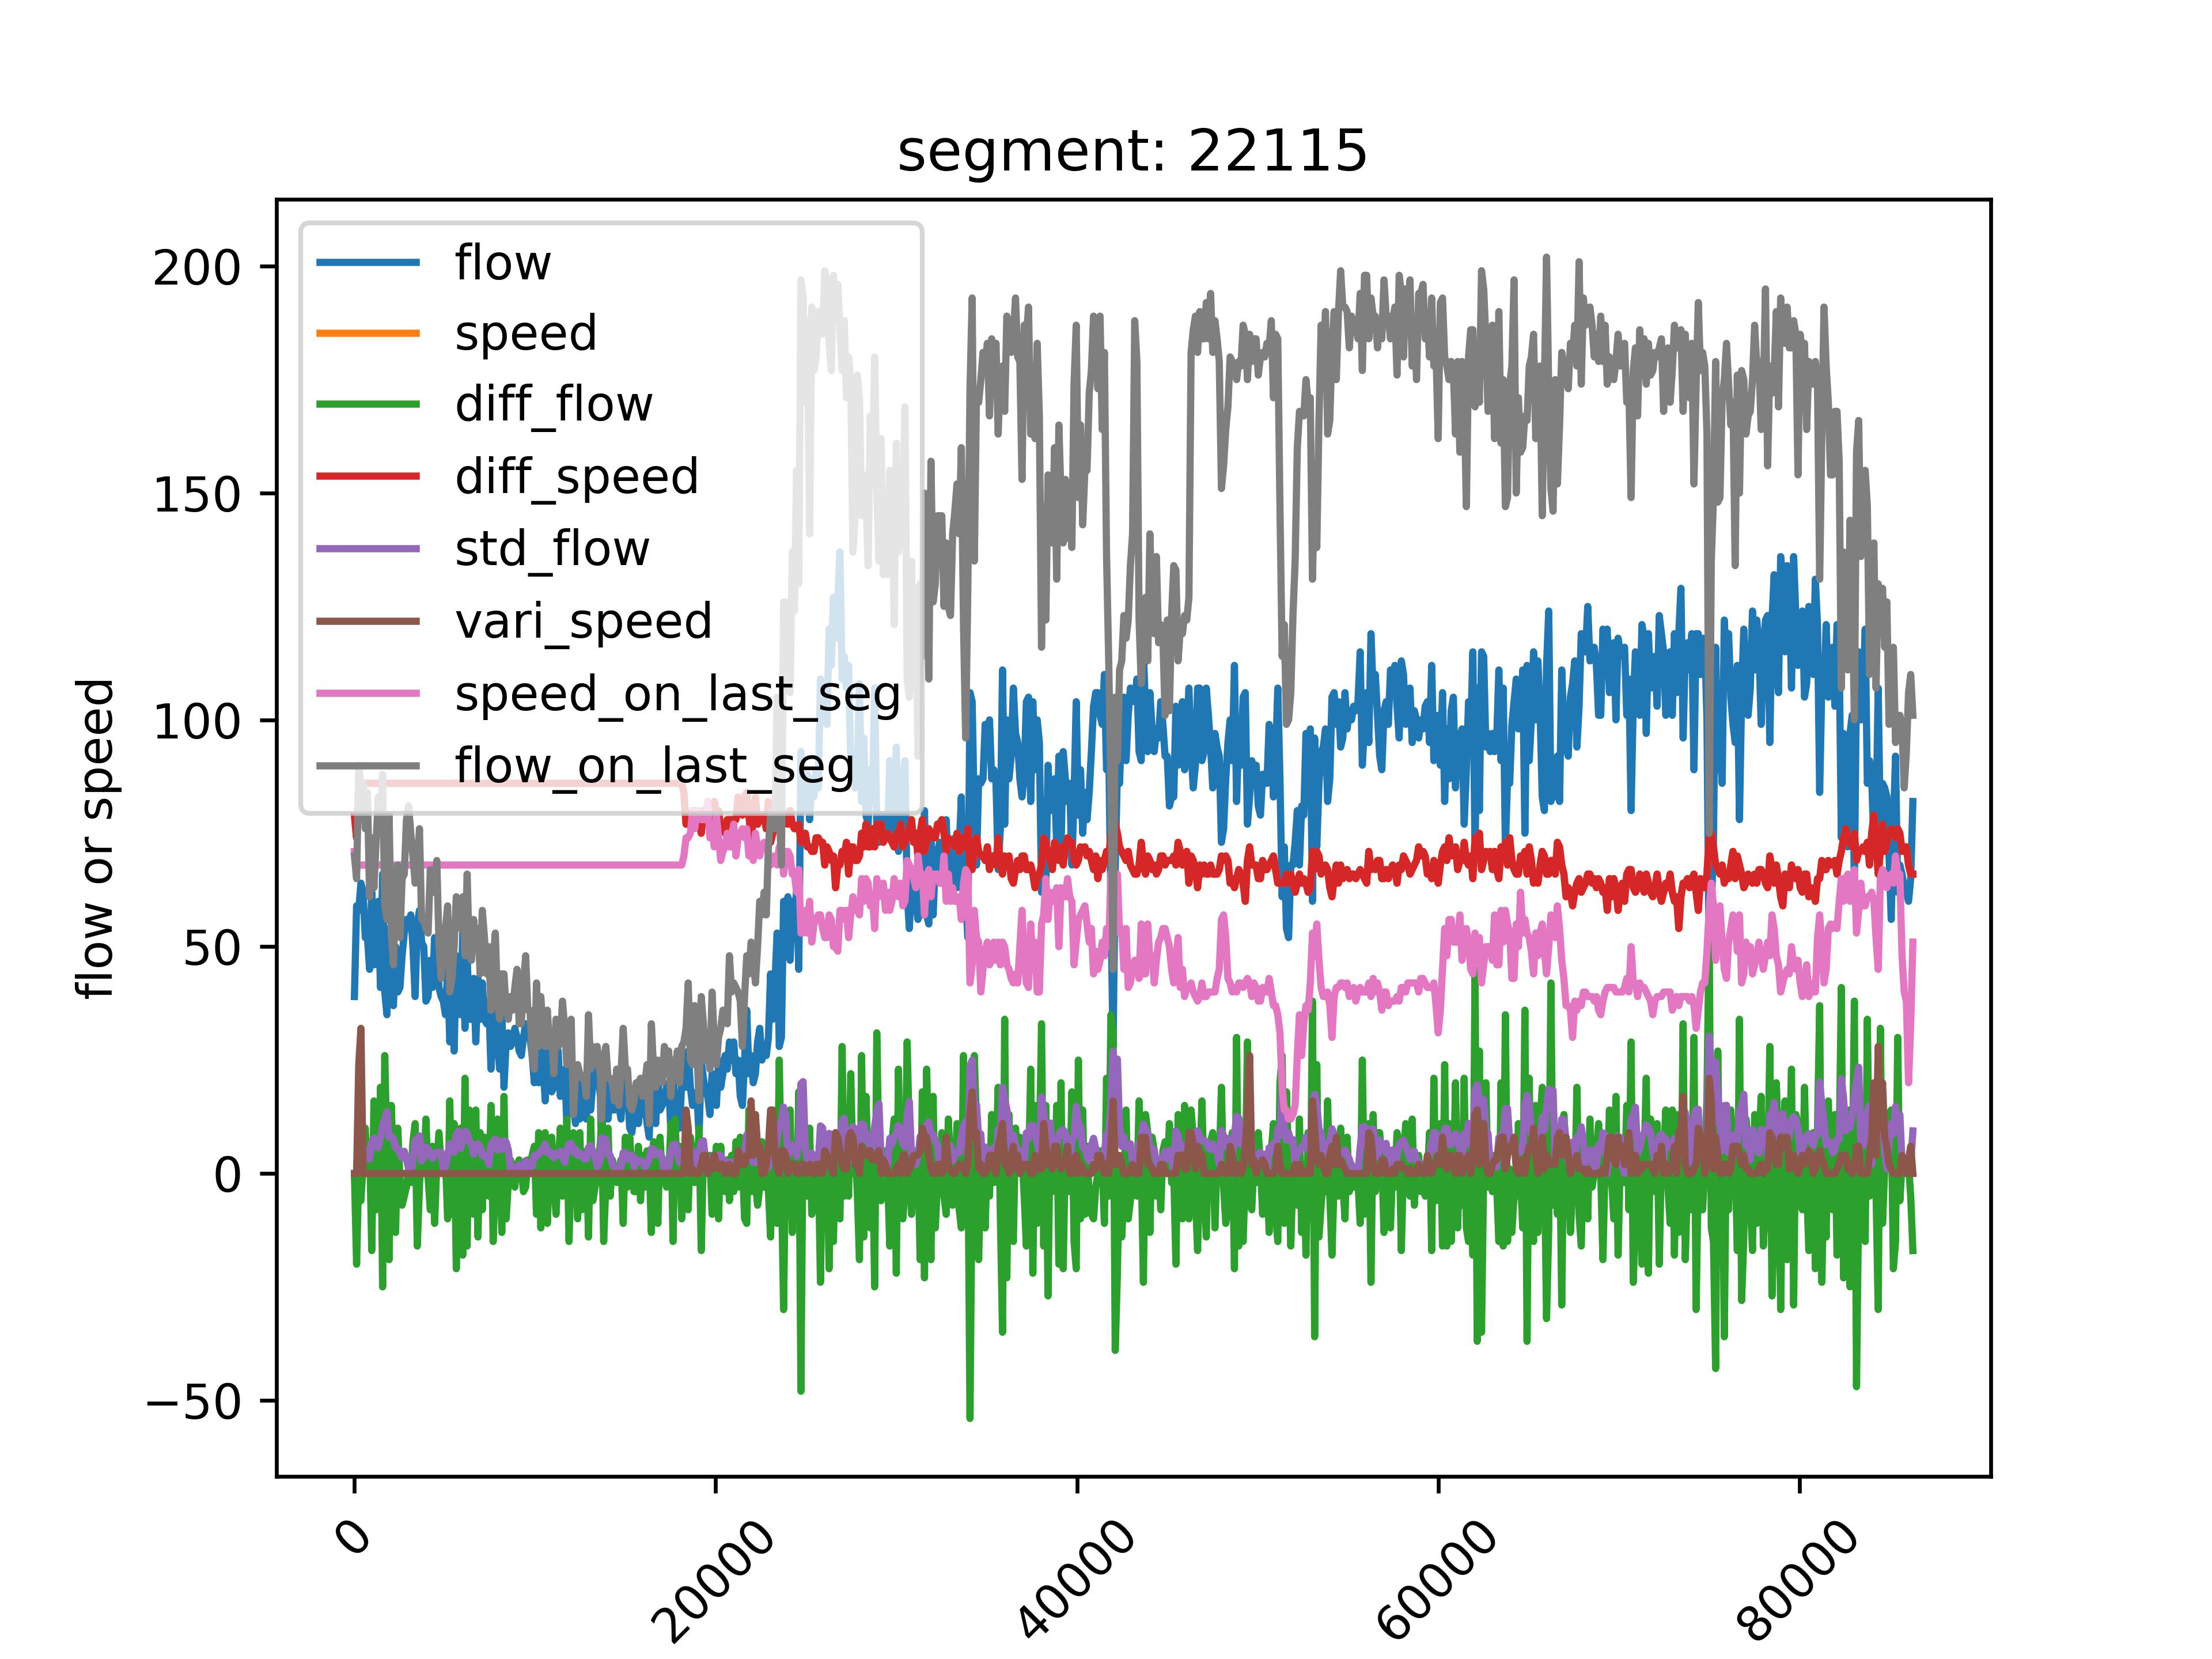 segment: 22115
flow
speed
diff_flow
diff_speed
std_flow
vari_speed
speed_on_last_seg
flow_on_last_seg
flow or speed
200
150
100
50
0
−50
0
20000
40000
60000
80000